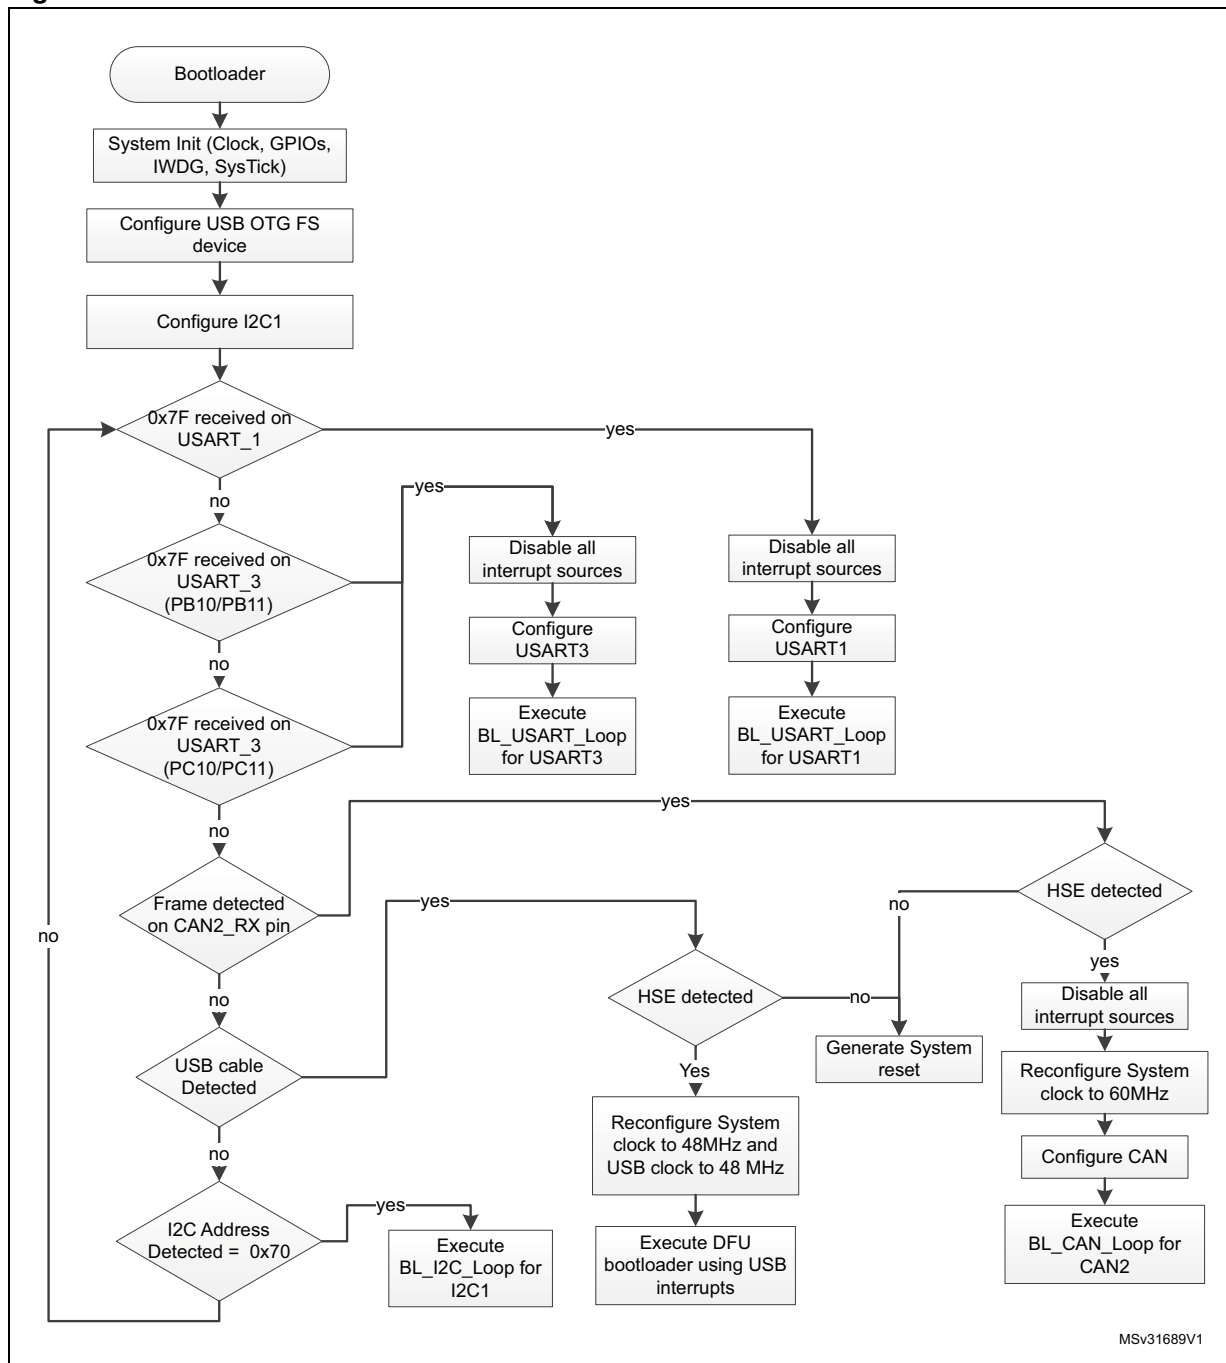 Bootloader
System Init (Clock, GPIOs,
IWDG, SysTick)
Configure USB OTG FS
device
Configure I2C1
0x7F received on
USART_1
yes
no
yes
0x7F received on
USART_3
(PB10/PB11)
Disable all
interrupt sources
Disable all
interrupt sources
Configure
USART3
Configure
USART1
no
0x7F received on
USART_3
(PC10/PC11)
Execute
BL_USART_Loop
for USART3
Execute
BL_USART_Loop
for USART1
yes
no
Frame detected
on CAN2_RX pin
yes
HSE detected
no
no
yes
no
HSE detected
no
Disable all
interrupt sources
USB cable
Detected
Generate System
reset
Yes
Reconfigure System
clock to 60MHz
Reconfigure System
clock to 48MHz and
USB clock to 48 MHz
no
Configure CAN
I2C Address
Detected = 0x70
yes
Execute
BL_I2C_Loop for
I2C1
Execute DFU
bootloader using USB
interrupts
Execute
BL_CAN_Loop for
CAN2
MSv31689V1